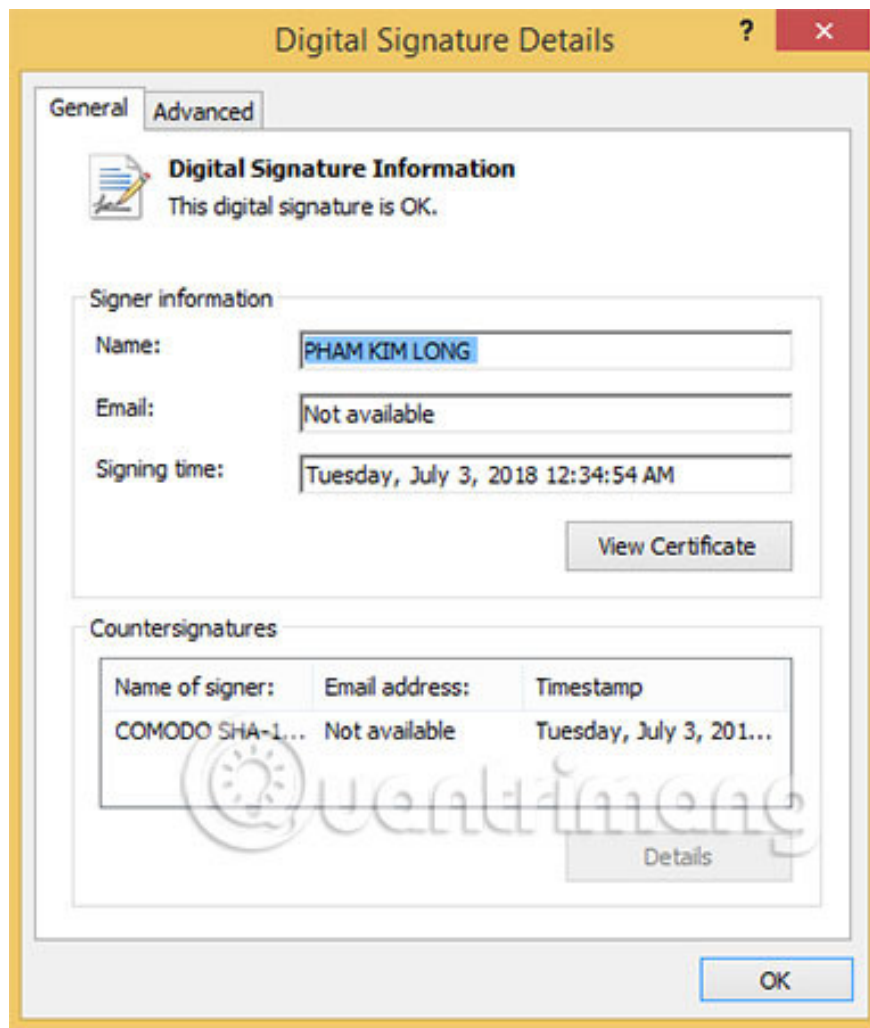 Digital Signature Details
General
Advanced
Digital Signature Information
This digital signature is OK.
Signer information
Name:
PHAM KIM LONG
Email:
Not available
Signing time:
Tuesday, July 3, 2018 12:34:54 AM
View Certificate
Countersignatures
Name of signer: Email address: Timestamp
COMODO SHA-1... Not available Tuesday, July 3, 201...
Quantrimang
Details
OK